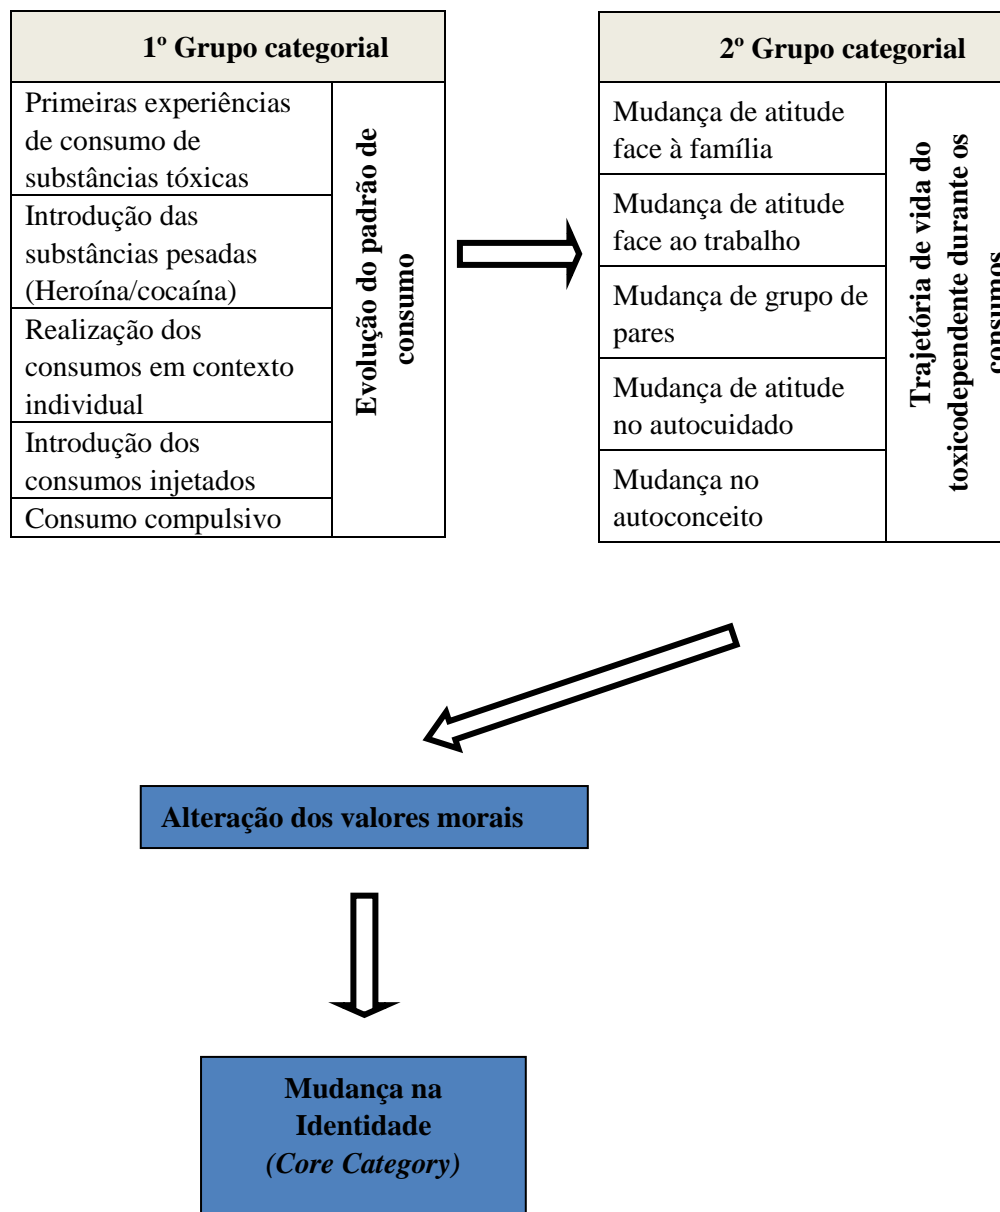 1º Grupo categorial
Primeiras experiências
de consumo de
substâncias tóxicas
Introdução das
substâncias pesadas
(Heroína/cocaína)
Realização dos
consumos em contexto
individual
Introdução dos
consumos injetados
Consumo compulsivo
Evolução do padrão de
consumo
2º Grupo categorial
Mudança de atitude
face à família
Mudança de atitude
face ao trabalho
Mudança de grupo de
pares
Mudança de atitude
no autocuidado
Mudança no
autoconceito
Trajetória de vida do
toxicodependente durante os
consumos
Alteração dos valores morais
Mudança na
Identidade
(Core Category)